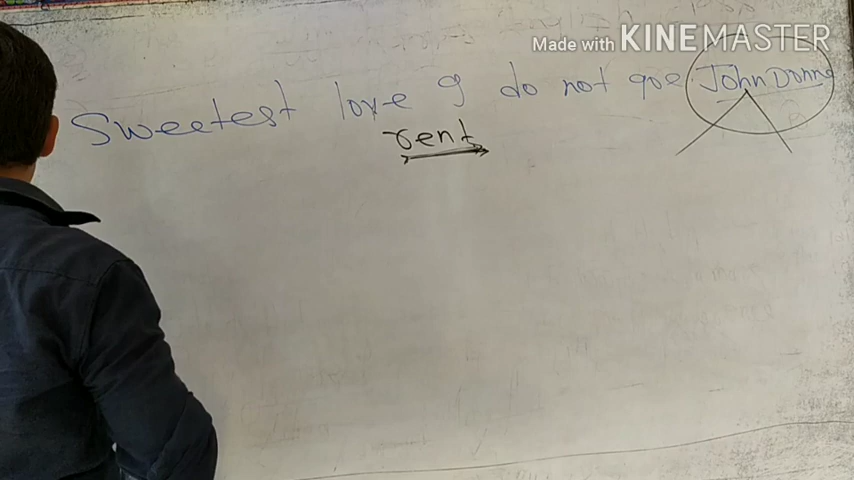 Made with KINEMASTER
Sweetest love I do not goe John Donne
rent